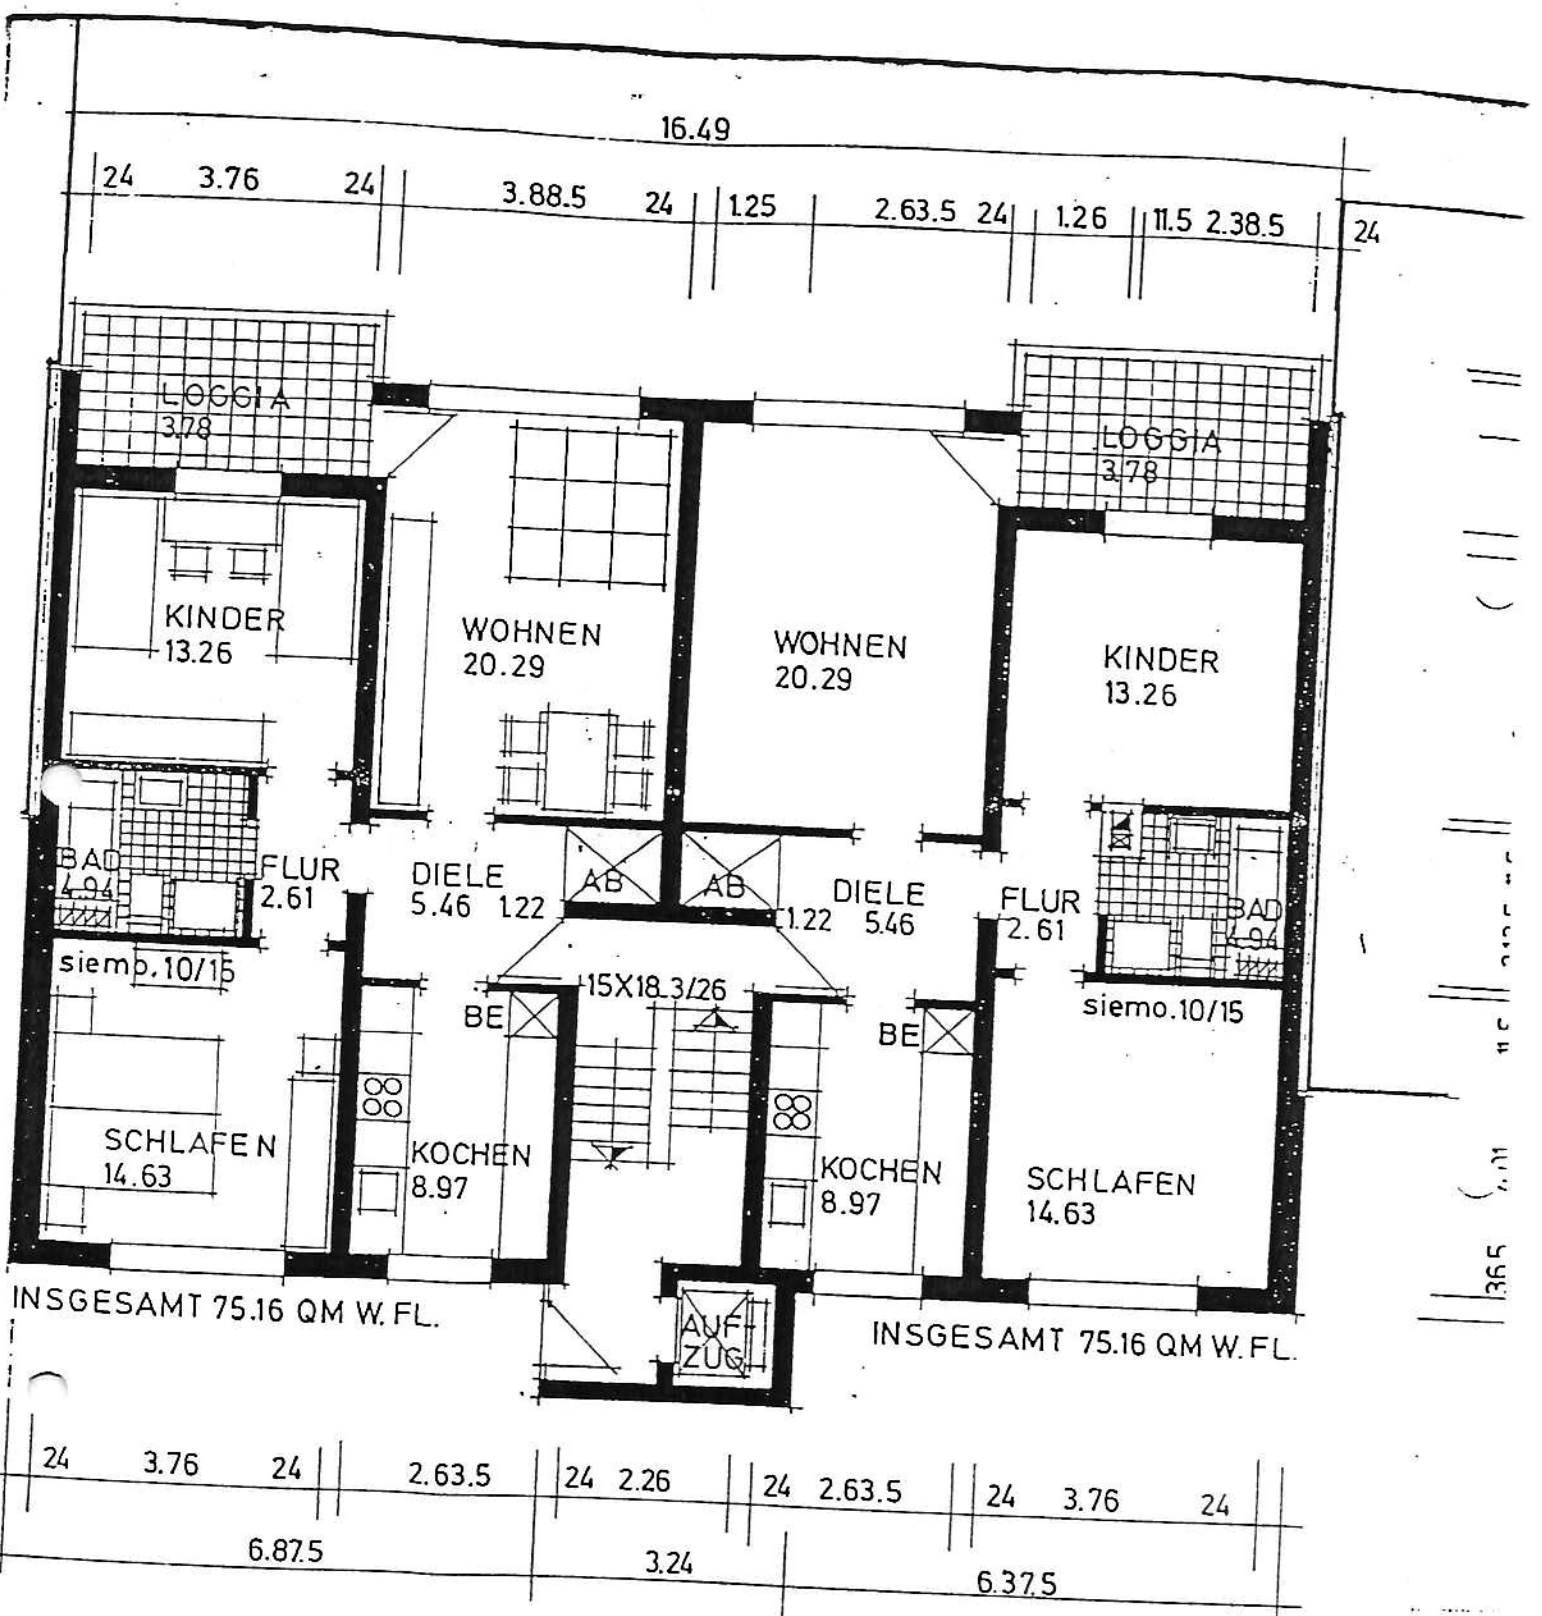 16.49
24 3.76 24 3.88.5 24 1.25 2.63.5 24 1.26 11.5 2.38.5 24
LOGGIA
3.78
LOGGIA
3.78
KINDER
13.26
WOHNEN
20.29
WOHNEN
20.29
KINDER
13.26
BAD
4.94
FLUR
2.61
DIELE
5.46 1.22
AB
AB
1.22
DIELE
5.46
FLUR
2.61
BAD
4.94
siemo.10/15
15X18.3/26
siemo.10/15
BE
BE
SCHLAFEN
14.63
KOCHEN
8.97
KOCHEN
8.97
SCHLAFEN
14.63
INSGESAMT 75.16 QM W.FL.
AUF-
ZUG
INSGESAMT 75.16 QM W.FL.
24 3.76 24 2.63.5 24 2.26 24 2.63.5 24 3.76 24
6.87.5 3.24 6.37.5